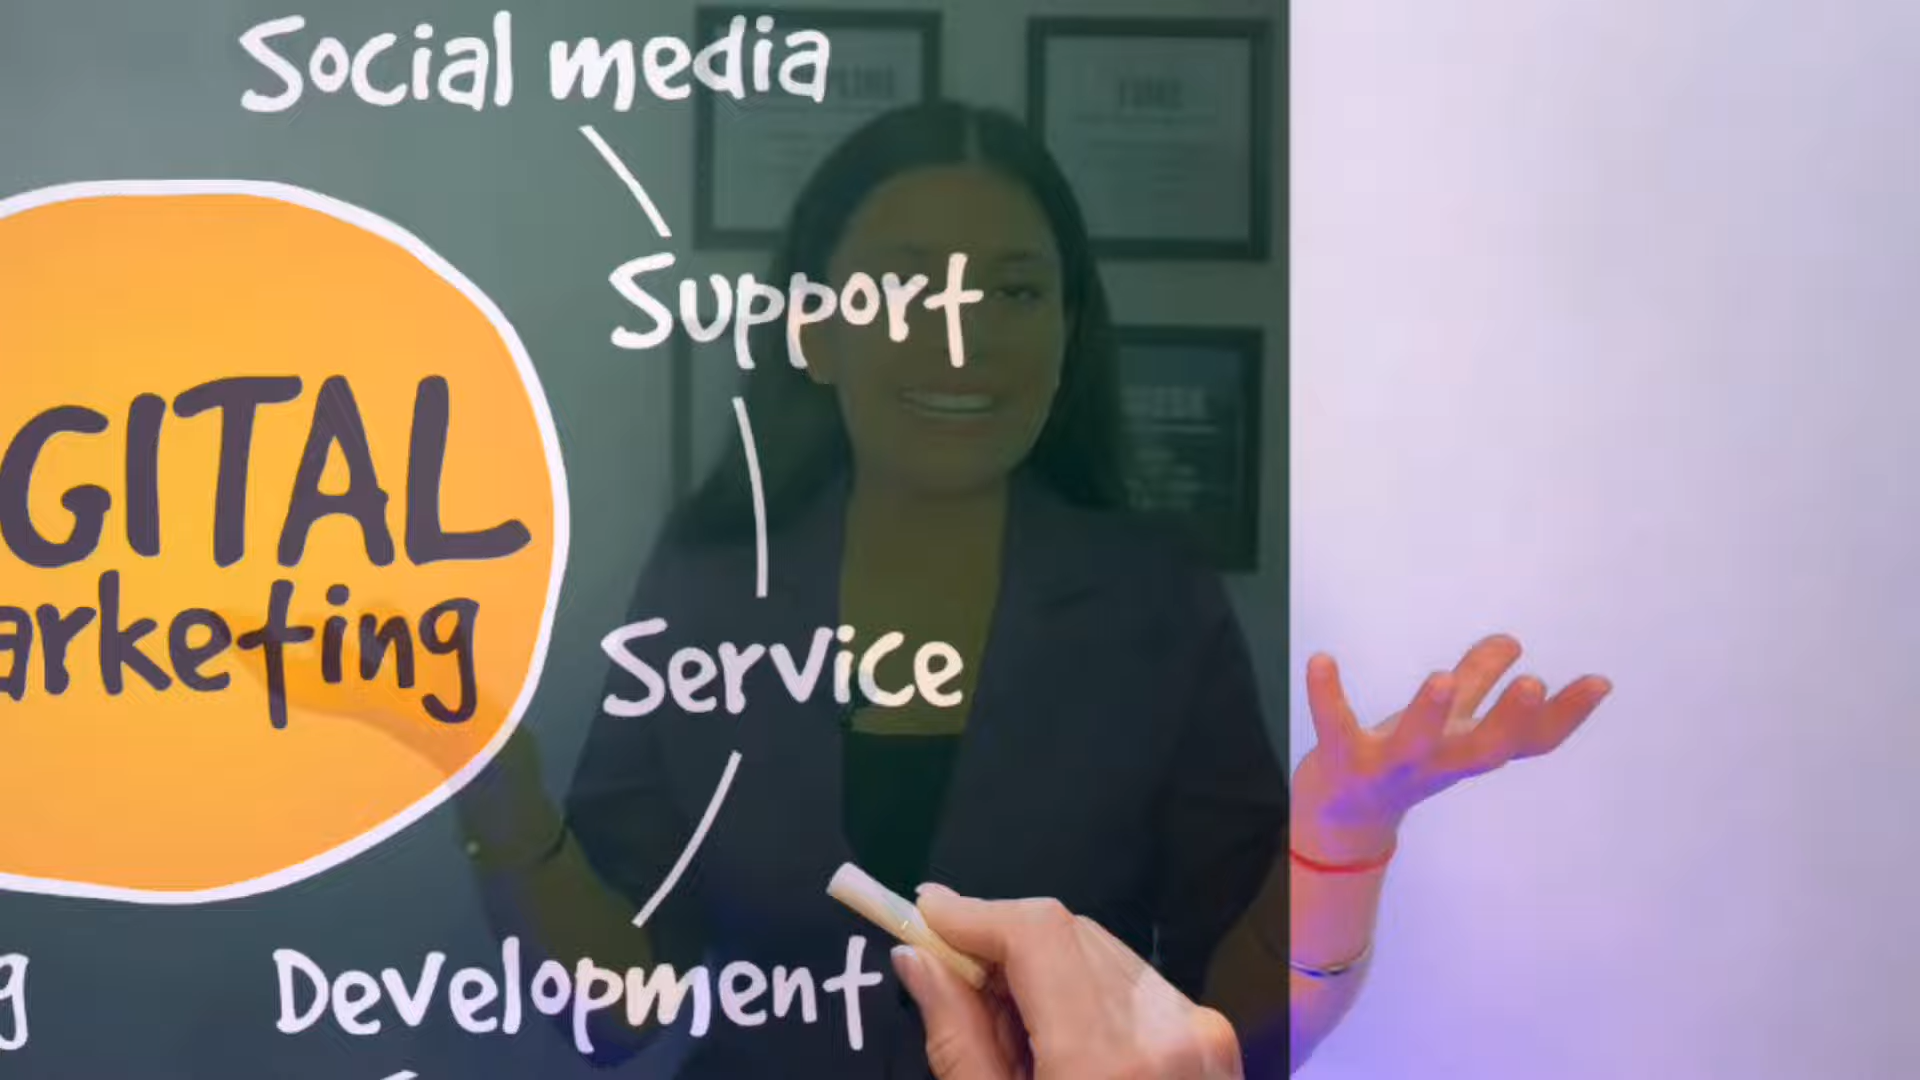 Social media
Support
GITAL
arketing
Service
g
Development